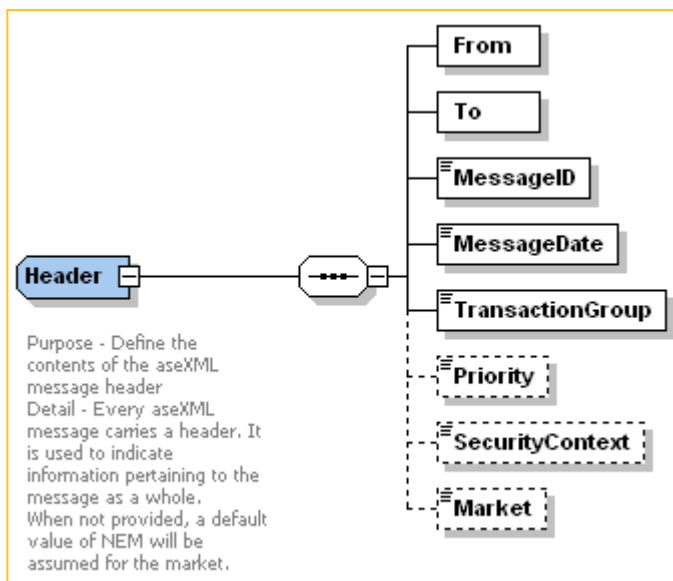 From
To
MessageID
MessageDate
Header
TransactionGroup
Purpose - Define the
contents of the aseXML
message header
Detail - Every aseXML
message carries a header. It
is used to indicate
information pertaining to the
message as a whole.
When not provided, a default
value of NEM will be
assumed for the market.
Priority
SecurityContext
Market